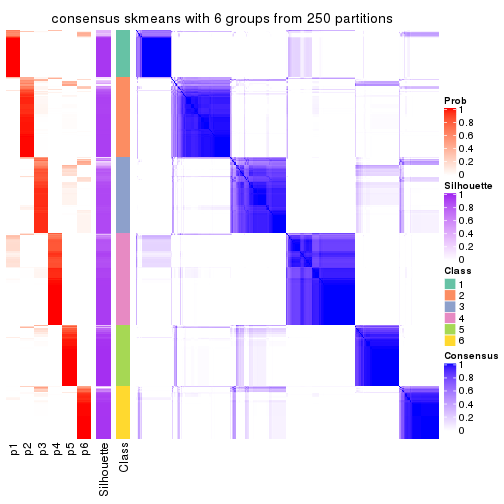 consensus skmeans with 6 groups from 250 partitions
Prob
1
0.8
0.6
0.4
0.2
0
Silhouette
1
0.8
0.6
0.4
0.2
0
Class
1
2
3
4
5
6
Consensus
1
0.8
0.6
0.4
0.2
0
p1
p2
p3
p4
p5
p6
Silhouette
Class